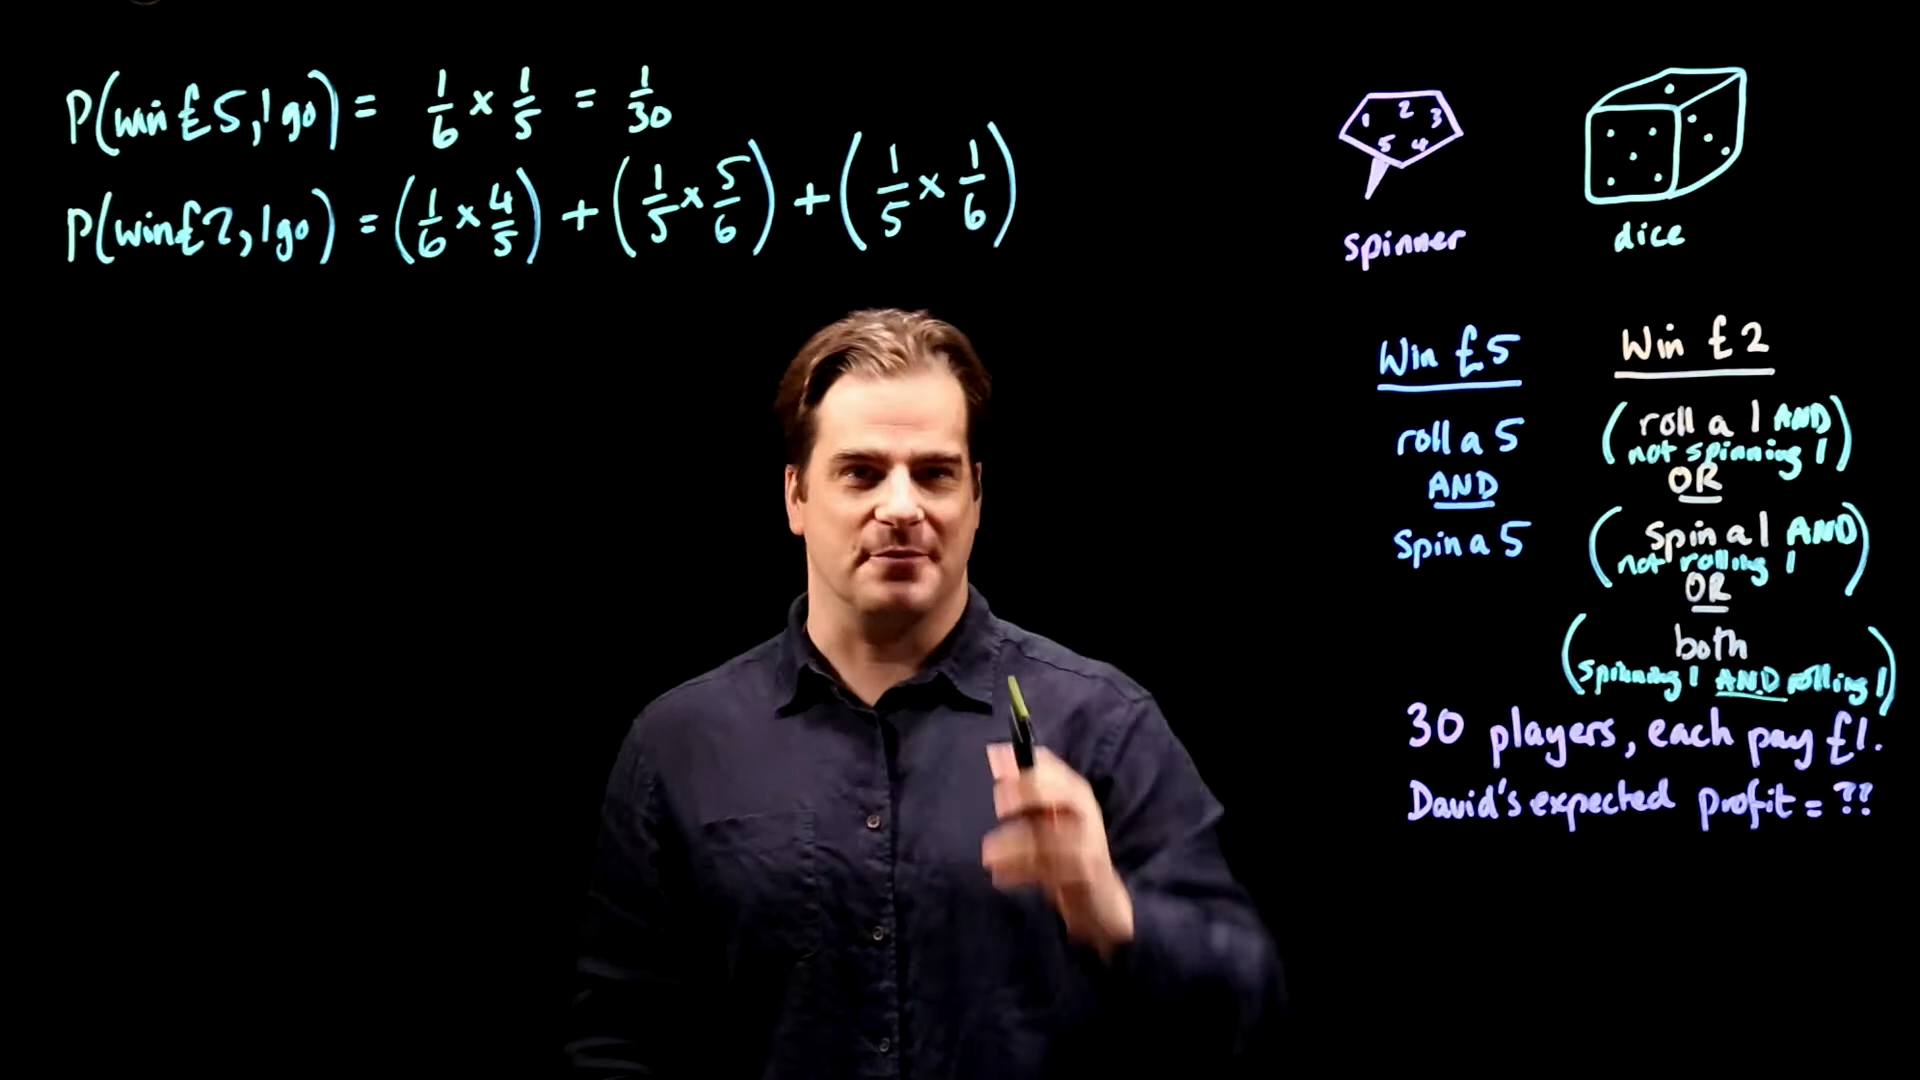 P(win £5, 1 go) = 1/6 × 1/5 = 1/30
P(win £2, 1 go) = (1/6 × 4/5) + (1/5 × 5/6) + (1/5 × 1/6)
1 2 3
5 4
spinner
dice
Win £5
roll a 5
AND
Spin a 5
Win £2
(roll a 1 AND
not spinning 1)
OR
(spin a 1 AND
not rolling 1)
OR
(both
spinning 1 AND rolling 1)
30 players, each pay £1.
David's expected profit = ??